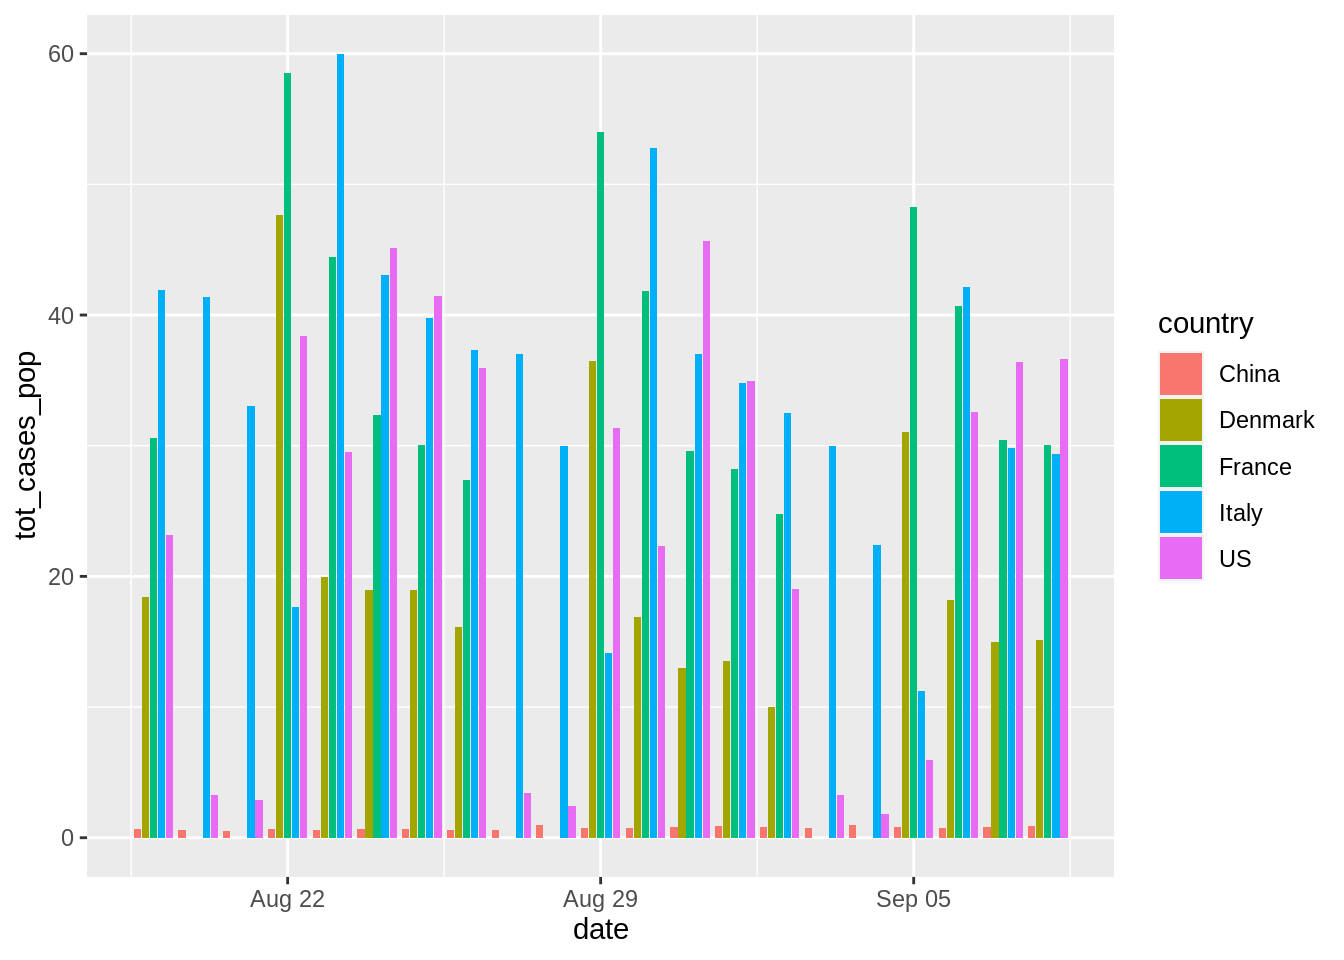 60
40
20
0
tot_cases_pop
Aug 22
Aug 29
Sep 05
date
country
China
Denmark
France
Italy
US